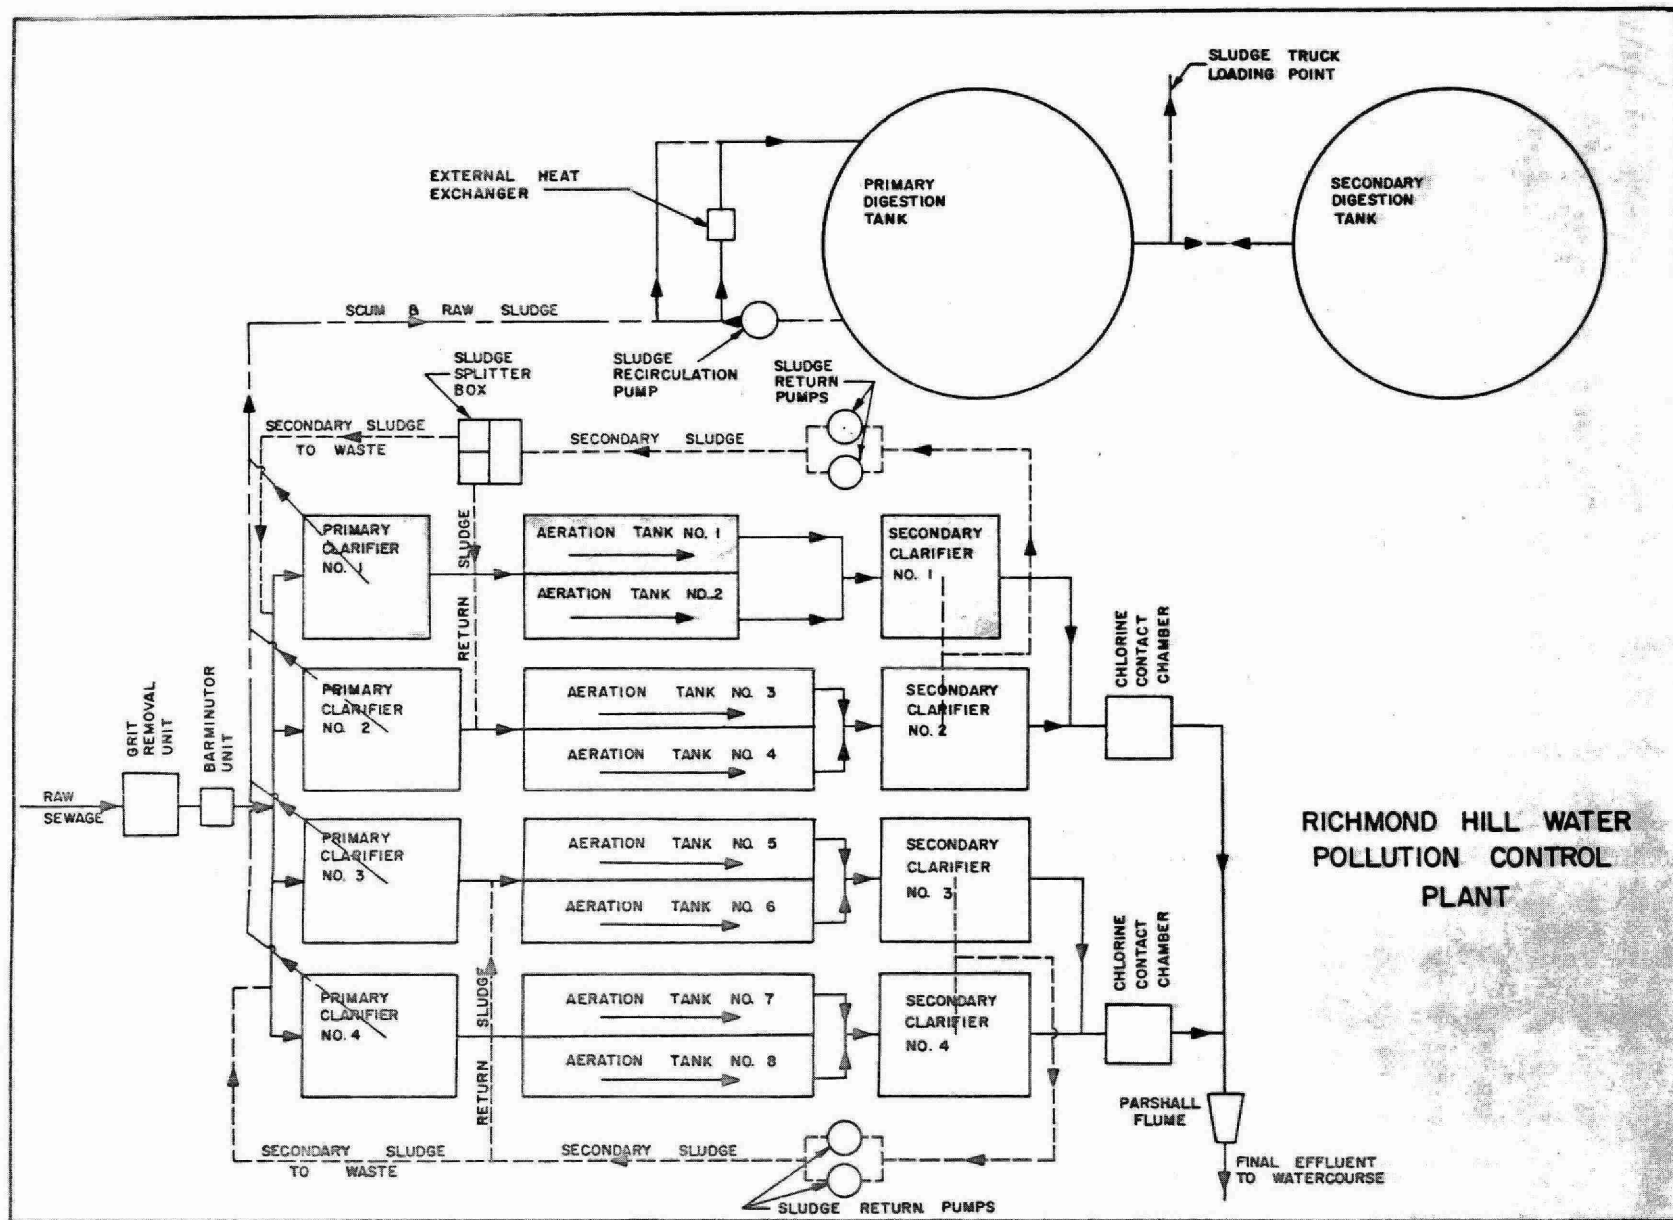 SLUDGE TRUCK
LOADING POINT
EXTERNAL HEAT
EXCHANGER
PRIMARY
DIGESTION
TANK
SECONDARY
DIGESTION
TANK
SCUM & RAW SLUDGE
SLUDGE
SPLITTER
BOX
SLUDGE
RECIRCULATION
PUMP
SLUDGE
RETURN
PUMPS
SECONDARY SLUDGE
TO WASTE
SECONDARY SLUDGE
PRIMARY
CLARIFIER
NO. 1
RETURN SLUDGE
AERATION TANK NO. 1
AERATION TANK NO. 2
SECONDARY
CLARIFIER
NO. 1
CHLORINE
CONTACT
CHAMBER
PRIMARY
CLARIFIER
NO. 2
AERATION TANK NO. 3
AERATION TANK NO. 4
SECONDARY
CLARIFIER
NO. 2
GRIT
REMOVAL
UNIT
BARMINUTOR
UNIT
RAW
SEWAGE
PRIMARY
CLARIFIER
NO. 3
AERATION TANK NO. 5
AERATION TANK NO. 6
SECONDARY
CLARIFIER
NO. 3
RICHMOND HILL WATER
POLLUTION CONTROL
PLANT
CHLORINE
CONTACT
CHAMBER
PRIMARY
CLARIFIER
NO. 4
RETURN SLUDGE
AERATION TANK NO. 7
AERATION TANK NO. 8
SECONDARY
CLARIFIER
NO. 4
PARSHALL
FLUME
SECONDARY SLUDGE
TO WASTE
SECONDARY SLUDGE
FINAL EFFLUENT
TO WATERCOURSE
SLUDGE RETURN PUMPS